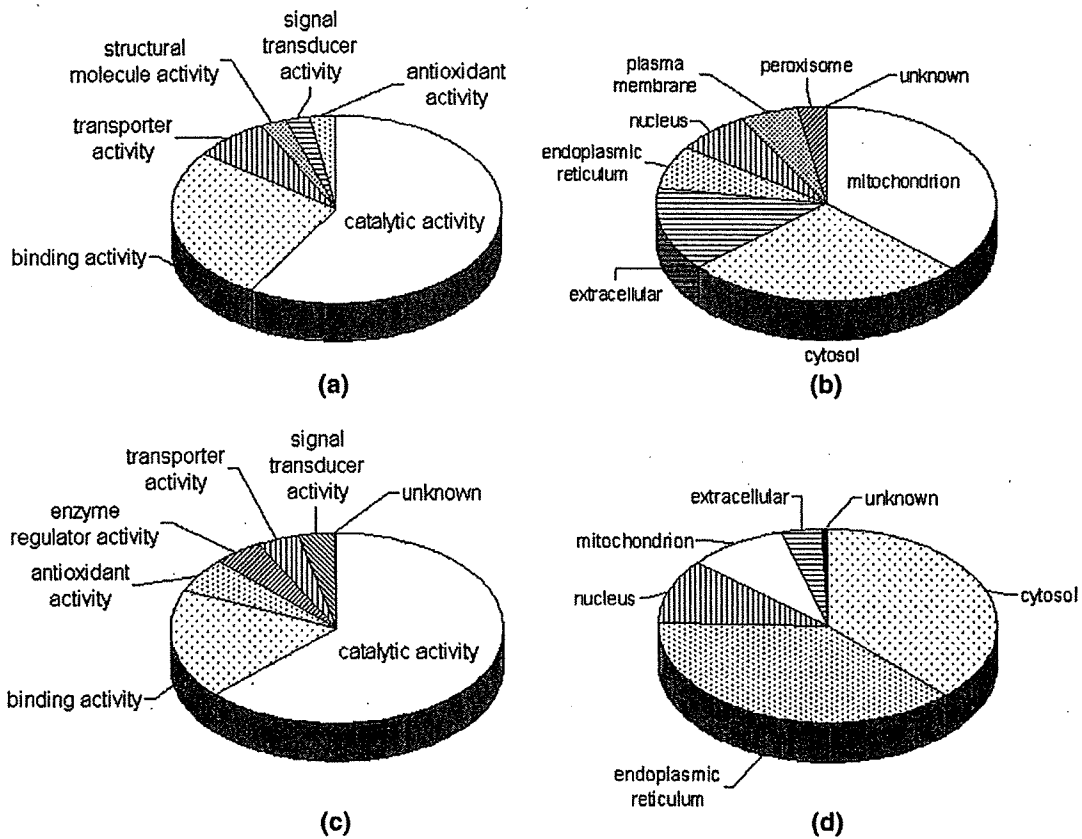 signal
transducer
activity
structural
molecule activity
antioxidant
activity
transporter
activity
binding activity
catalytic activity
(a)
plasma
membrane
peroxisome
unknown
nucleus
endoplasmic
reticulum
mitochondrion
extracellular
cytosol
(b)
signal
transducer
activity
transporter
activity
unknown
enzyme
regulator activity
antioxidant
activity
binding activity
catalytic activity
(c)
extracellular
unknown
mitochondrion
nucleus
cytosol
endoplasmic
reticulum
(d)